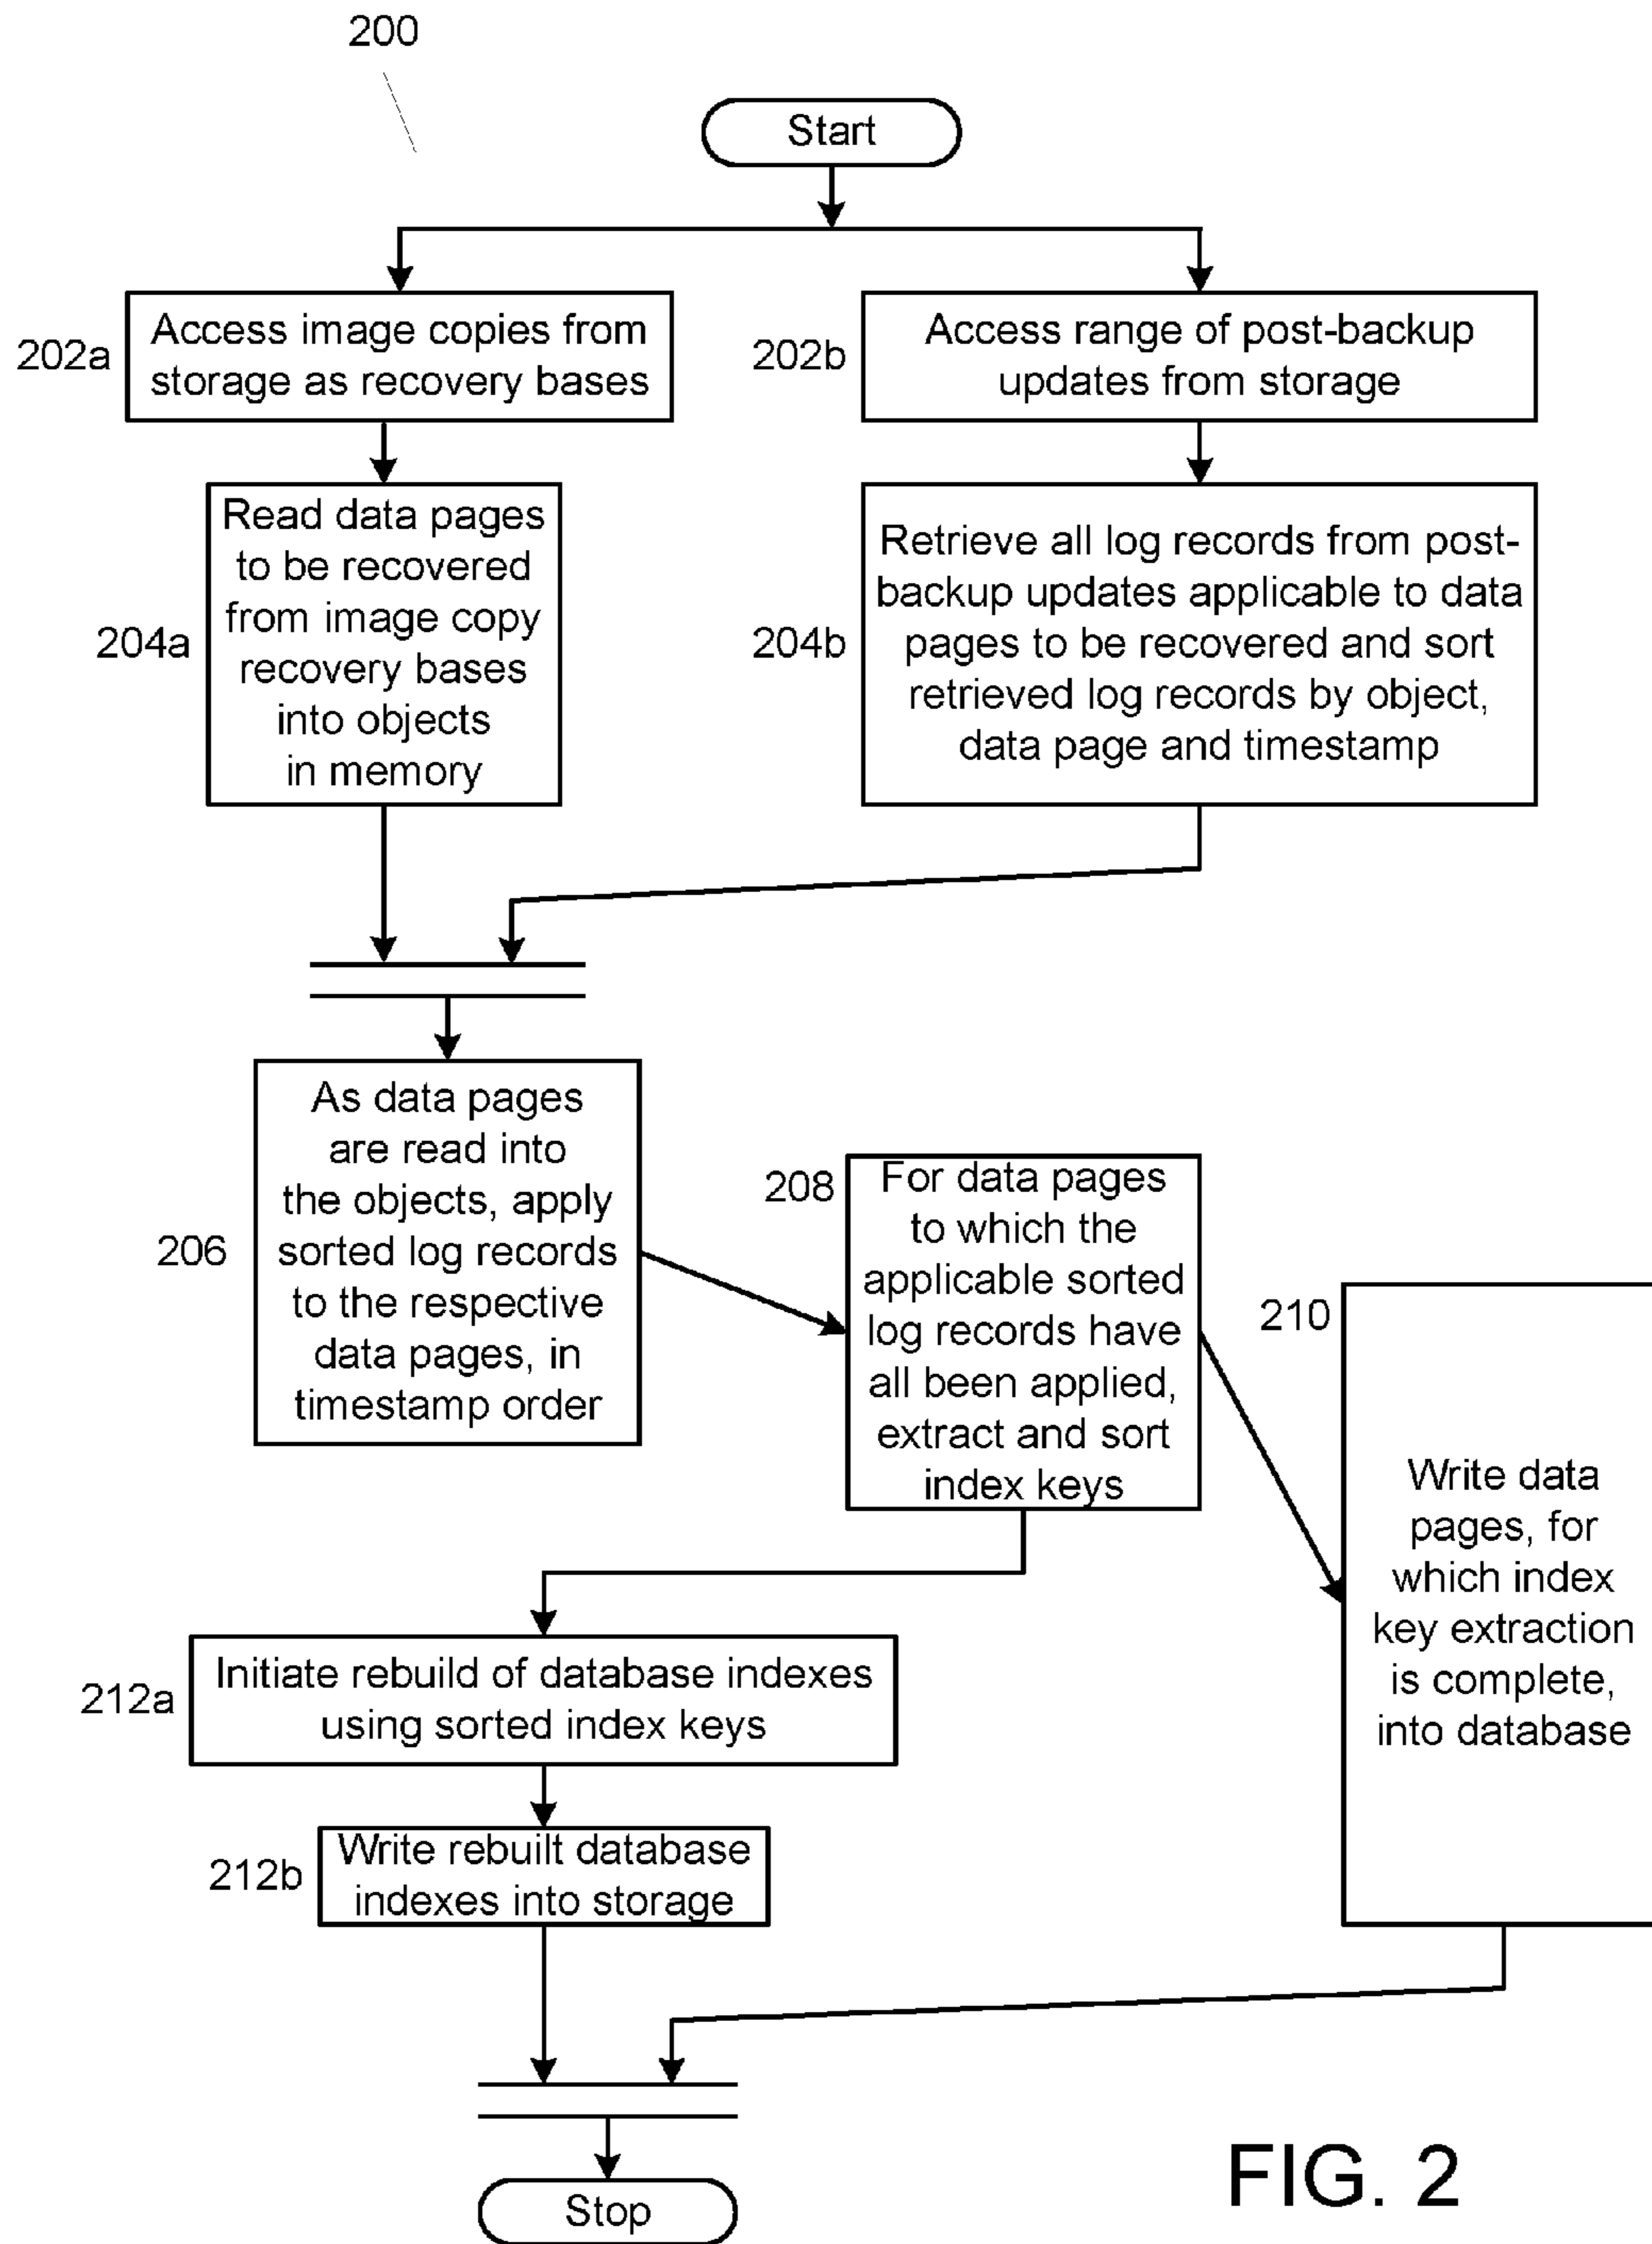 200
Start
202a
Access image copies from
storage as recovery bases
202b
Access range of post-backup
updates from storage
204a
Read data pages
to be recovered
from image copy
recovery bases
into objects
in memory
204b
Retrieve all log records from post-
backup updates applicable to data
pages to be recovered and sort
retrieved log records by object,
data page and timestamp
206
As data pages
are read into
the objects, apply
sorted log records
to the respective
data pages, in
timestamp order
208
For data pages
to which the
applicable sorted
log records have
all been applied,
extract and sort
index keys
210
Write data
pages, for
which index
key extraction
is complete,
into database
212a
Initiate rebuild of database indexes
using sorted index keys
212b
Write rebuilt database
indexes into storage
Stop
FIG. 2